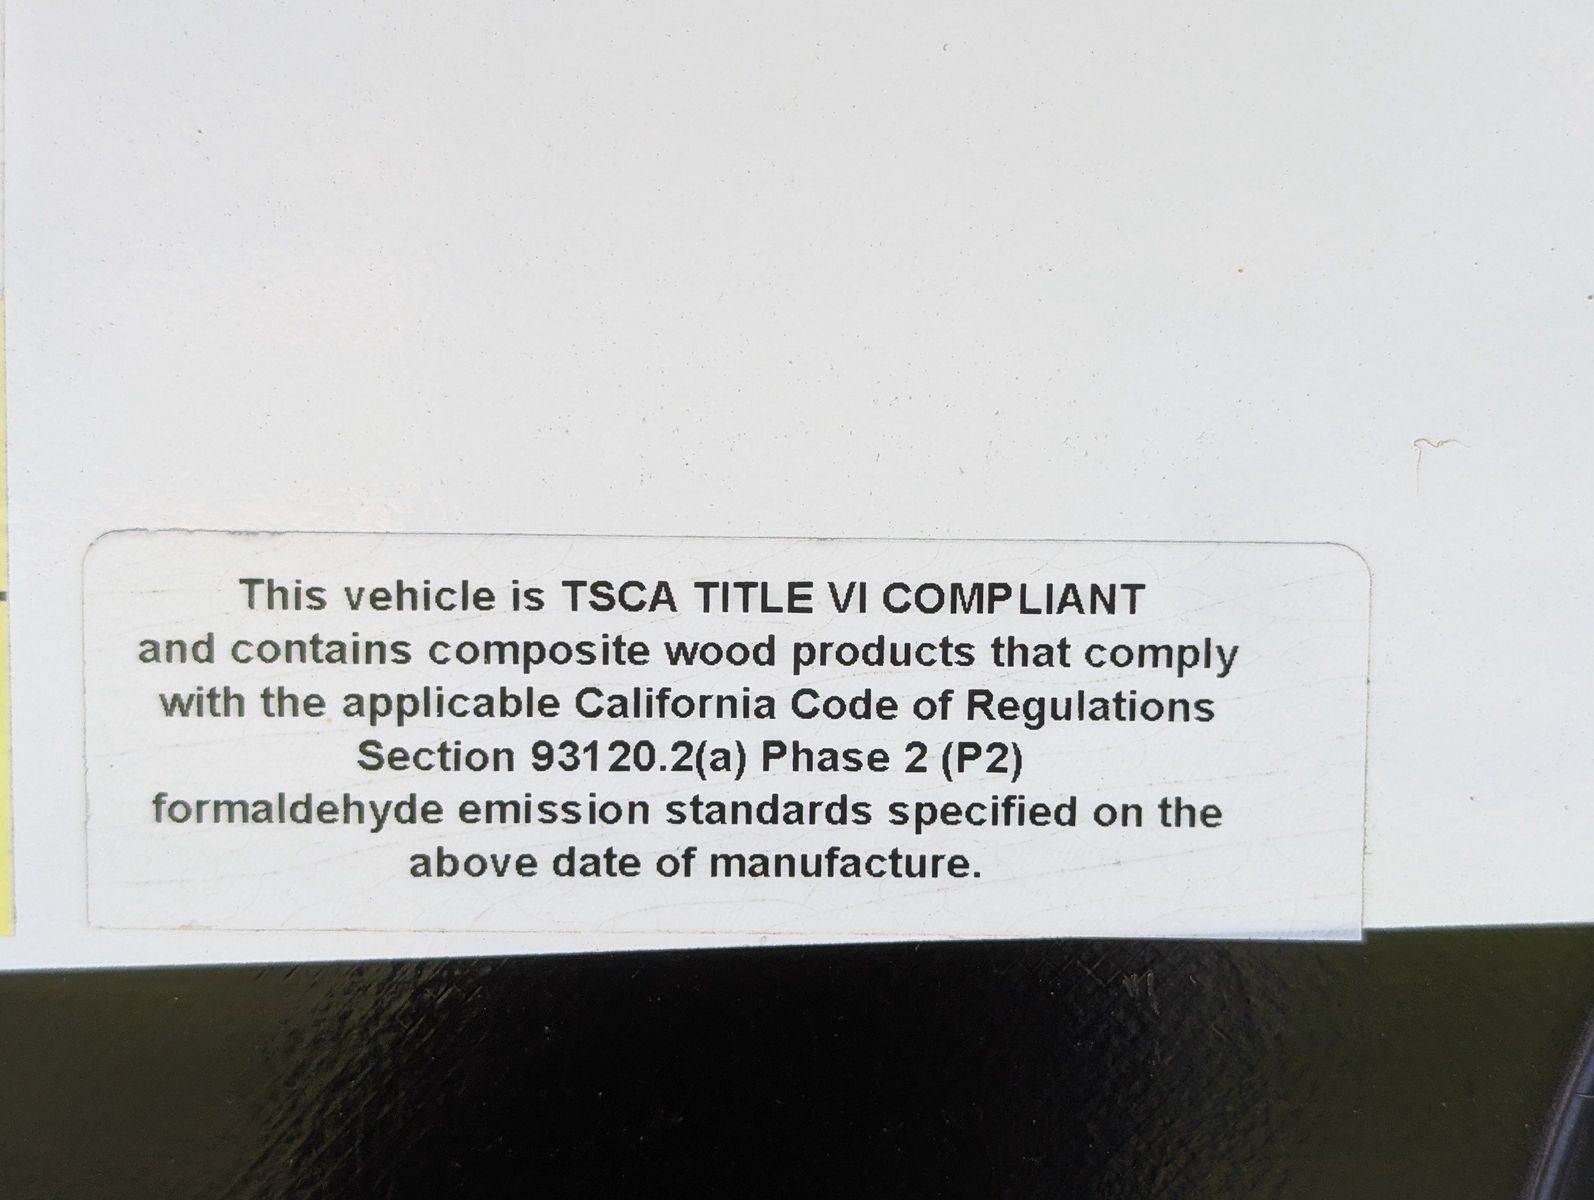 This vehicle is TSCA TITLE VI COMPLIANT
and contains composite wood products that comply
with the applicable California Code of Regulations
Section 93120.2(a) Phase 2 (P2)
formaldehyde emission standards specified on the
above date of manufacture.